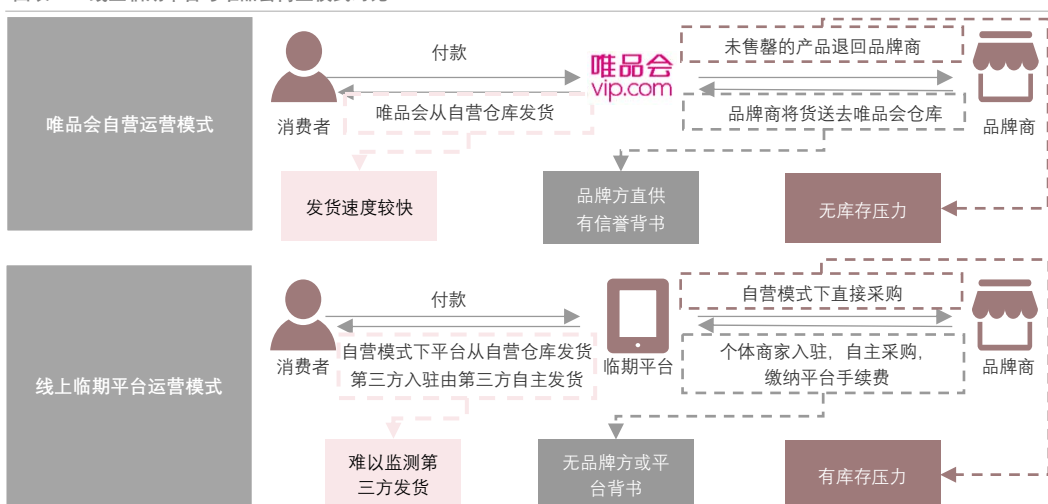 付款
未售罄的产品退回品牌商
唯品会
vip.com
唯品会从自营仓库发货
品牌商将货送去唯品会仓库
唯品会自营运营模式
消费者
品牌商
发货速度较快
品牌方直供
有信誉背书
无库存压力
付款
自营模式下直接采购
自营模式下平台从自营仓库发货
第三方入驻由第三方自主发货
个体商家入驻，自主采购，
缴纳平台手续费
消费者
临期平台
品牌商
线上临期平台运营模式
难以监测第
三方发货
无品牌方或平
台背书
有库存压力